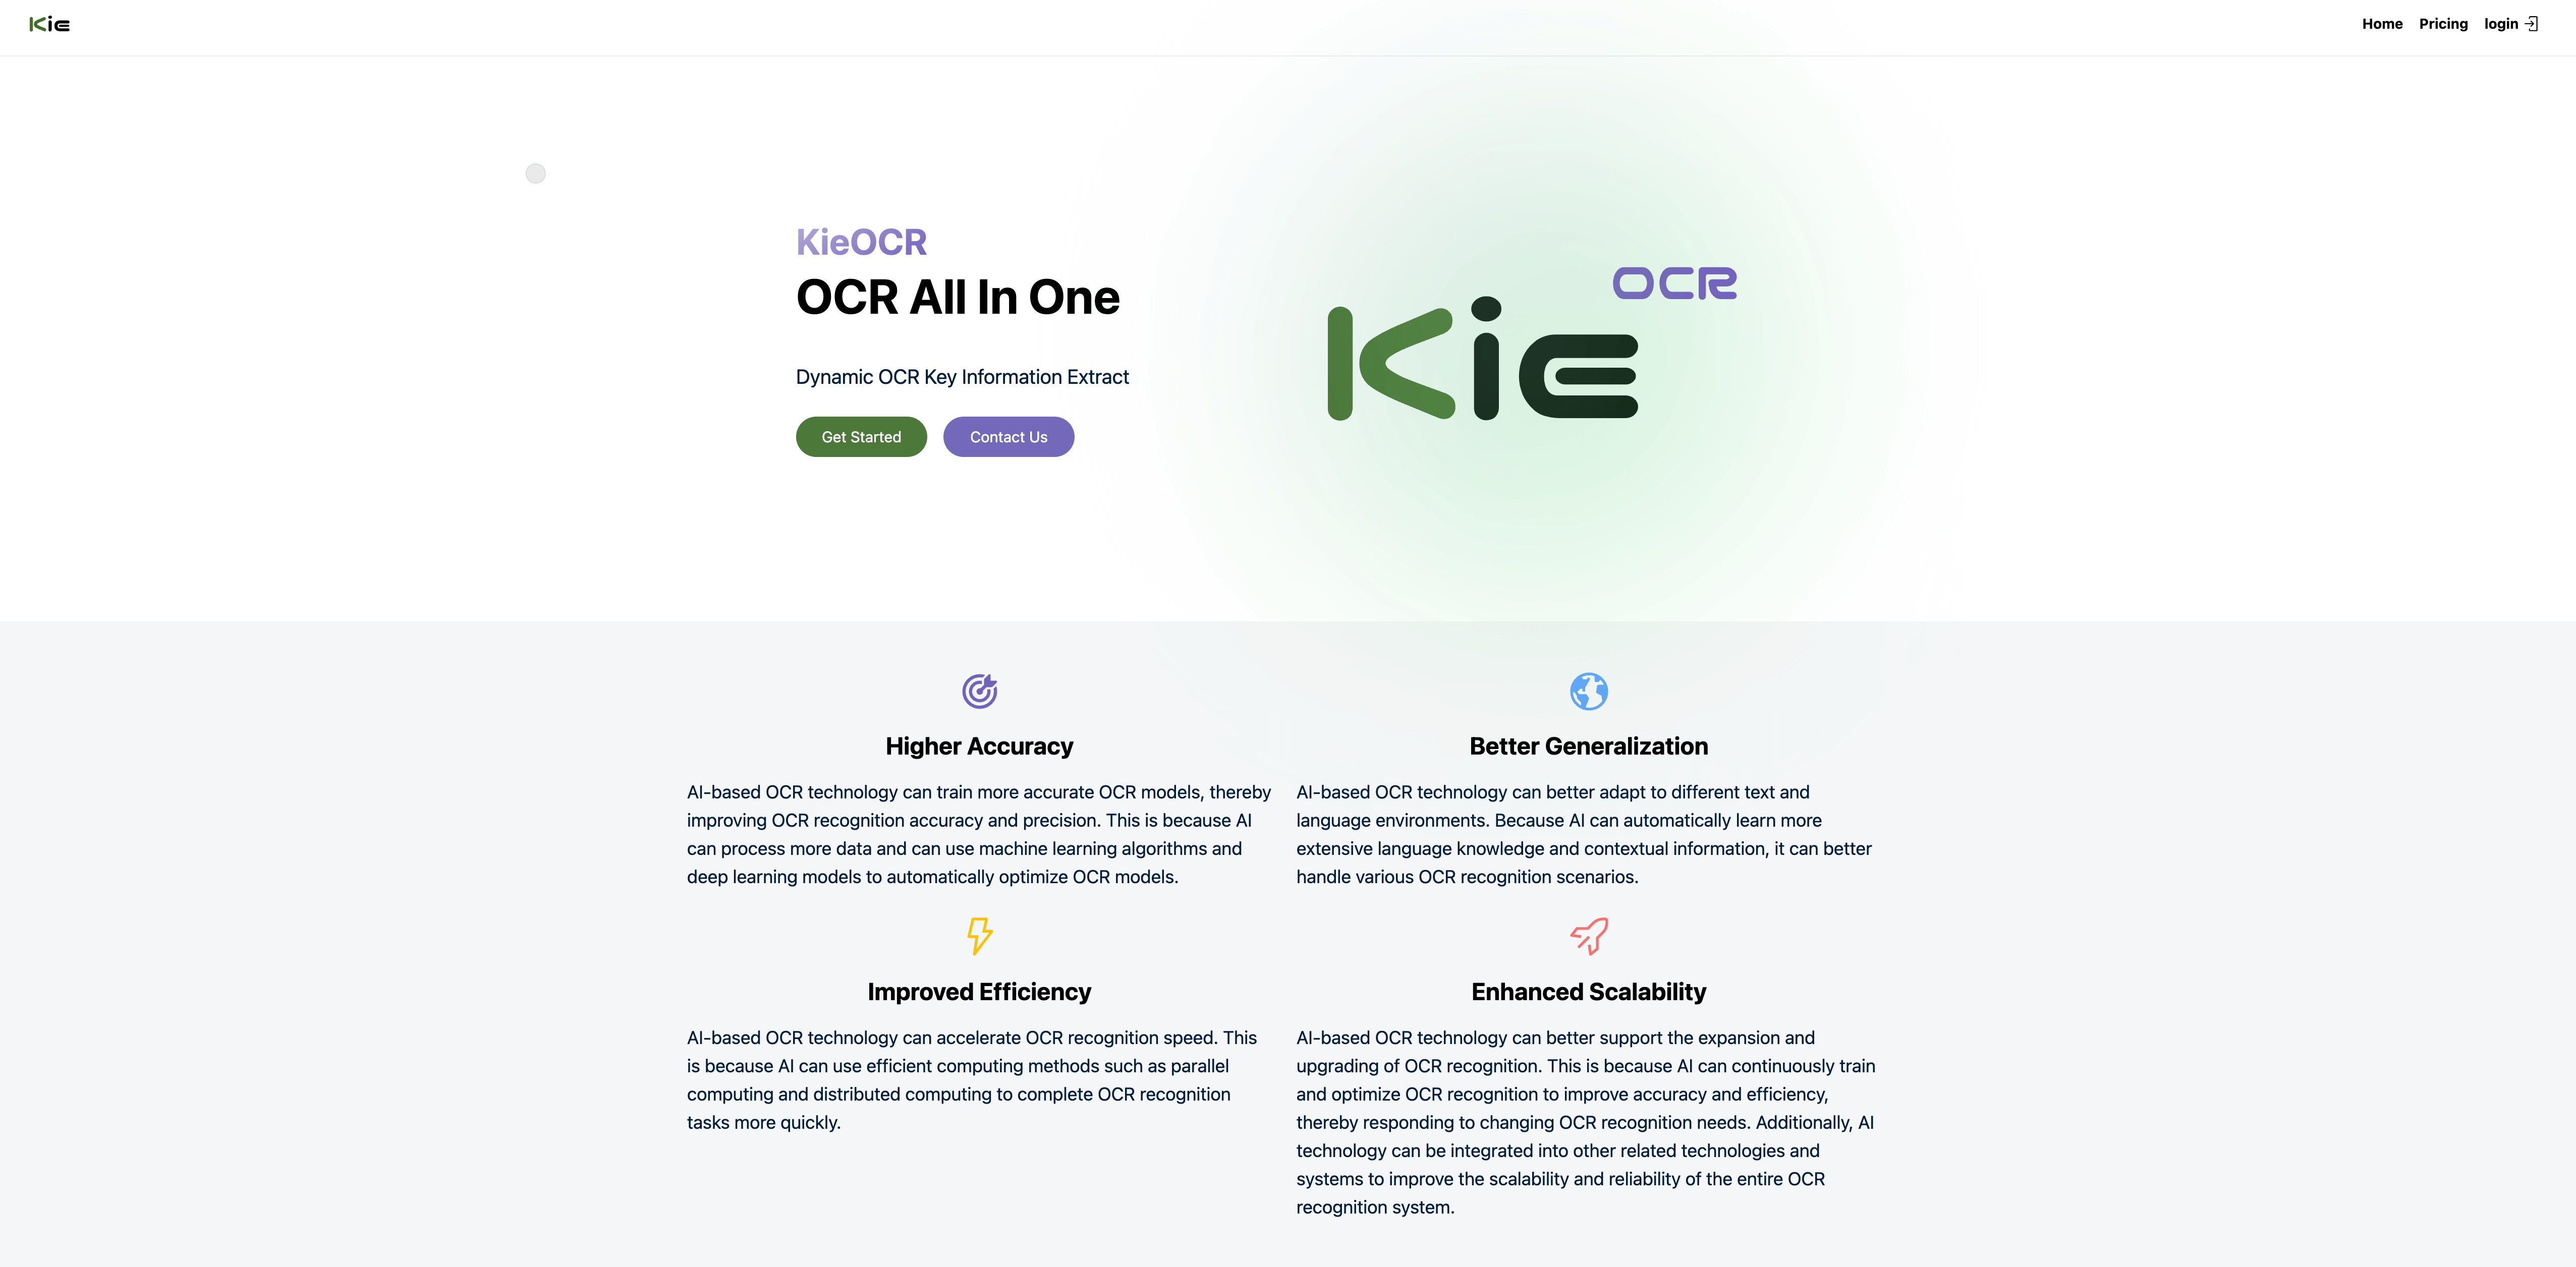 Kie
Home Pricing login
KieOCR
OCR All In One
Dynamic OCR Key Information Extract
Get Started Contact Us
OCR
Kie
Higher Accuracy
AI-based OCR technology can train more accurate OCR models, thereby
improving OCR recognition accuracy and precision. This is because AI
can process more data and can use machine learning algorithms and
deep learning models to automatically optimize OCR models.
Better Generalization
AI-based OCR technology can better adapt to different text and
language environments. Because AI can automatically learn more
extensive language knowledge and contextual information, it can better
handle various OCR recognition scenarios.
Improved Efficiency
AI-based OCR technology can accelerate OCR recognition speed. This
is because AI can use efficient computing methods such as parallel
computing and distributed computing to complete OCR recognition
tasks more quickly.
Enhanced Scalability
AI-based OCR technology can better support the expansion and
upgrading of OCR recognition. This is because AI can continuously train
and optimize OCR recognition to improve accuracy and efficiency,
thereby responding to changing OCR recognition needs. Additionally, AI
technology can be integrated into other related technologies and
systems to improve the scalability and reliability of the entire OCR
recognition system.